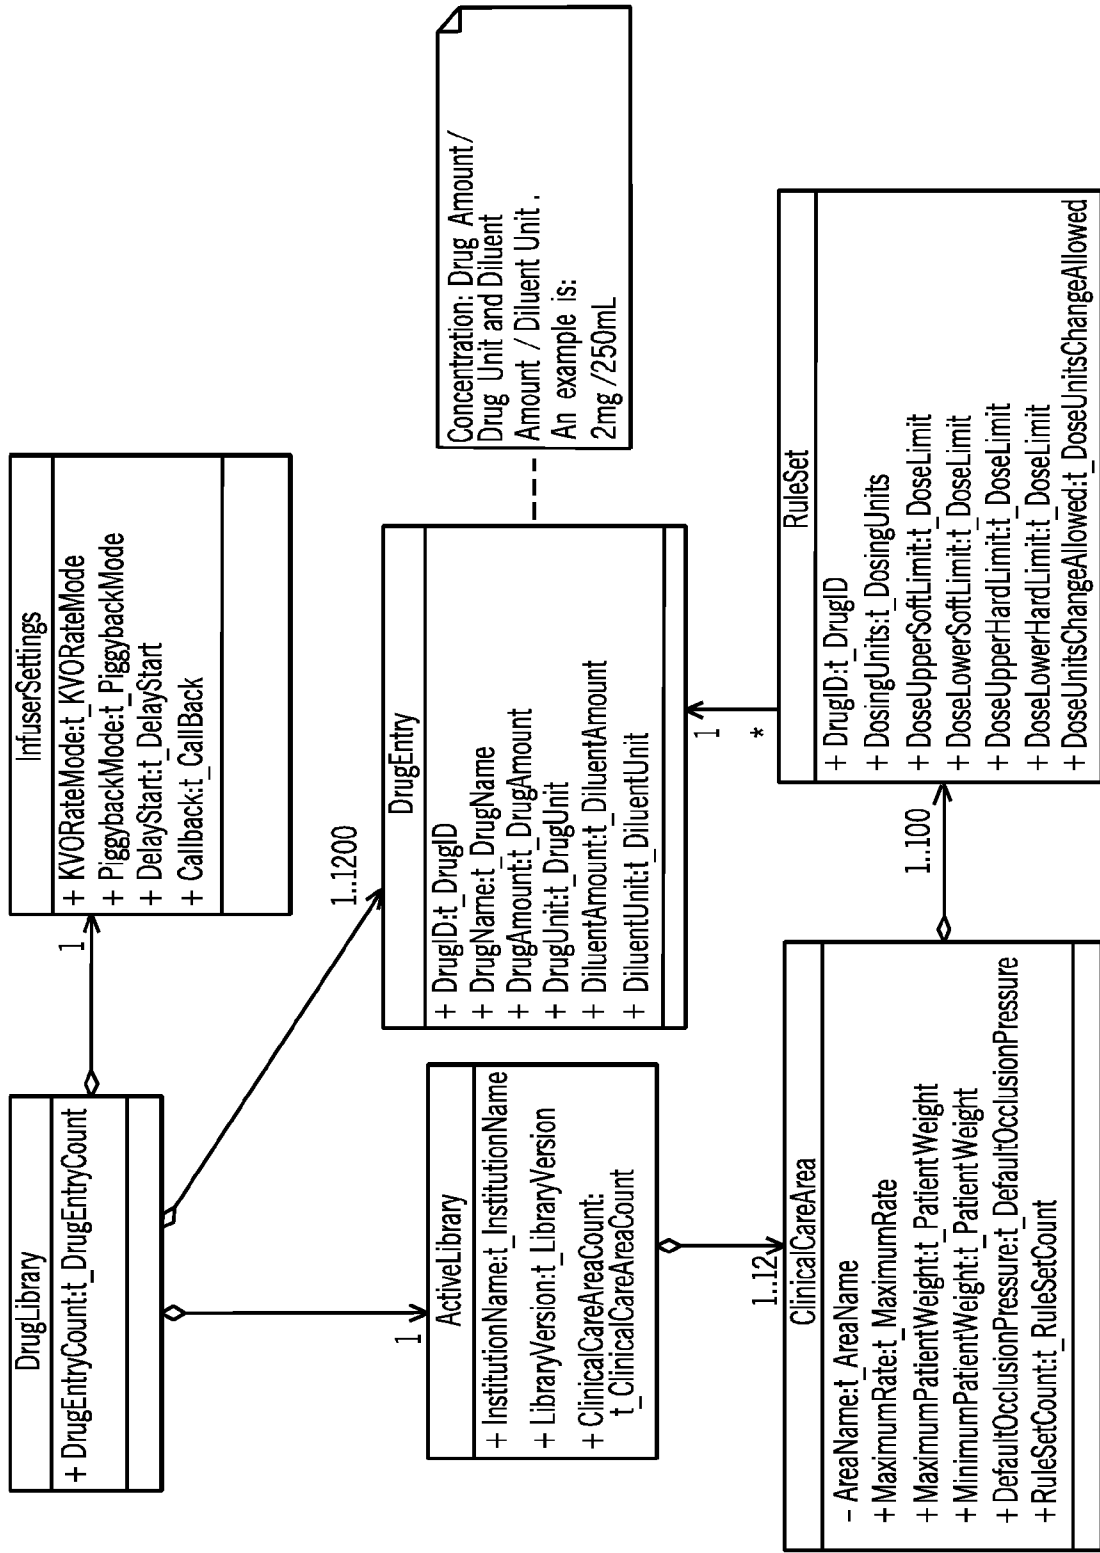 DrugLibrary
+ DrugEntryCount:t_DrugEntryCount
1
InfuserSettings
+ KVORateMode:t_KVORateMode
+ PiggybackMode:t_PiggybackMode
+ DelayStart:t_DelayStart
+ Callback:t_CallBack
1..1200
1
ActiveLibrary
+ InstitutionName:t_InstitutionName
+ LibraryVersion:t_LibraryVersion
+ ClinicalCareAreaCount:
t_ClinicalCareAreaCount
DrugEntry
+ DrugID:t_DrugID
+ DrugName:t_DrugName
+ DrugAmount:t_DrugAmount
+ DrugUnit:t_DrugUnit
+ DiluentAmount:t_DiluentAmount
+ DiluentUnit:t_DiluentUnit
Concentration: Drug Amount/
Drug Unit and Diluent
Amount / Diluent Unit .
An example is:
2mg /250mL
1..12
1
*
ClinicalCareArea
- AreaName:t_AreaName
+ MaximumRate:t_MaximumRate
+ MaximumPatientWeight:t_PatientWeight
+ MinimumPatientWeight:t_PatientWeight
+ DefaultOcclusionPressure:t_DefaultOcclusionPressure
+ RuleSetCount:t_RuleSetCount
1..100
RuleSet
+ DrugID:t_DrugID
+ DosingUnits:t_DosingUnits
+ DoseUpperSoftLimit:t_DoseLimit
+ DoseLowerSoftLimit:t_DoseLimit
+ DoseUpperHardLimit:t_DoseLimit
+ DoseLowerHardLimit:t_DoseLimit
+ DoseUnitsChangeAllowed:t_DoseUnitsChangeAllowed